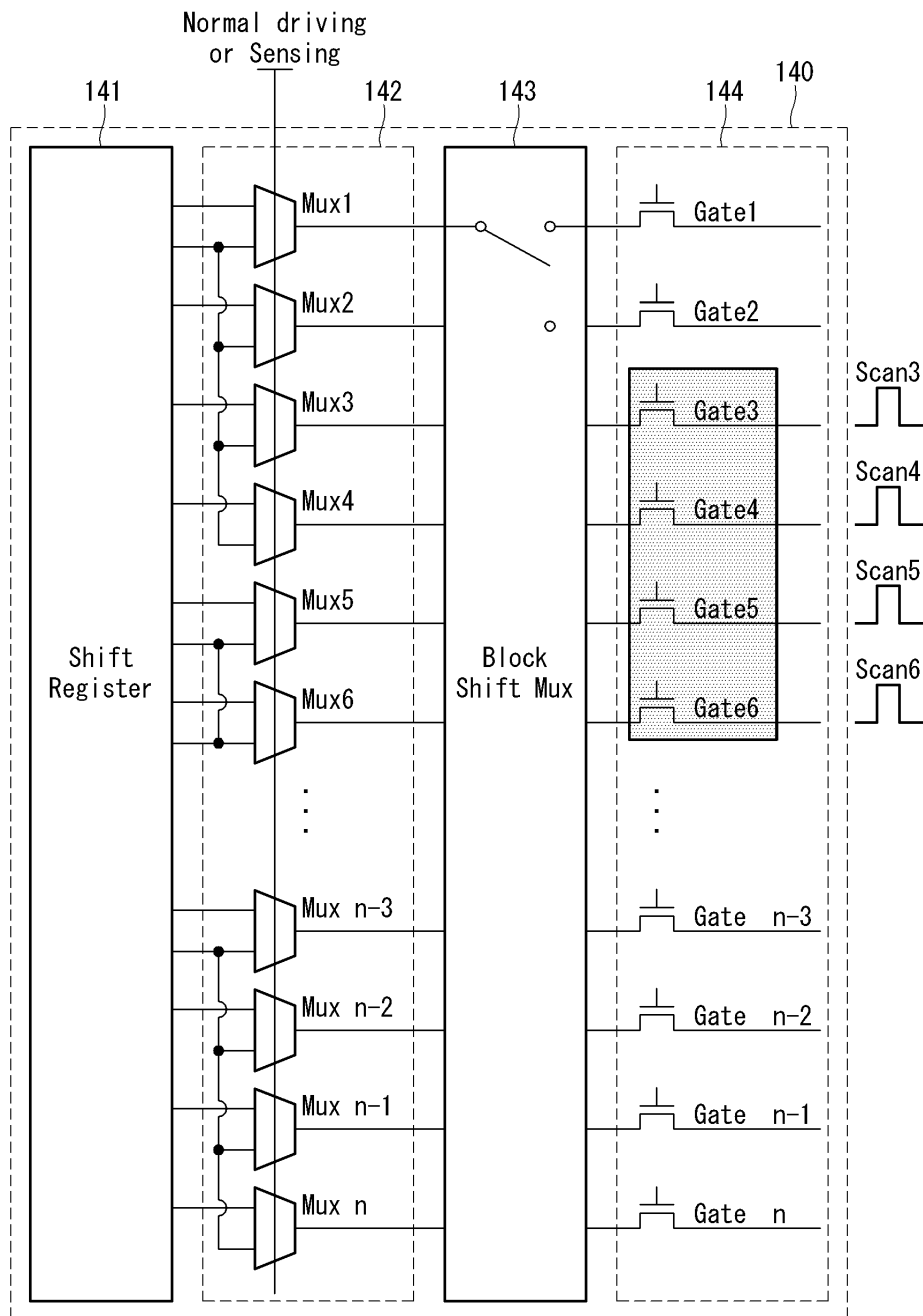 Normal driving
or Sensing
141
142
143
144
140
Mux1
Gate1
Mux2
Gate2
Scan3
Mux3
Gate3
Scan4
Mux4
Gate4
Scan5
Mux5
Gate5
Shift
Register
Block
Shift Mux
Scan6
Mux6
Gate6
Mux n-3
Gate n-3
Mux n-2
Gate n-2
Mux n-1
Gate n-1
Mux n
Gate n